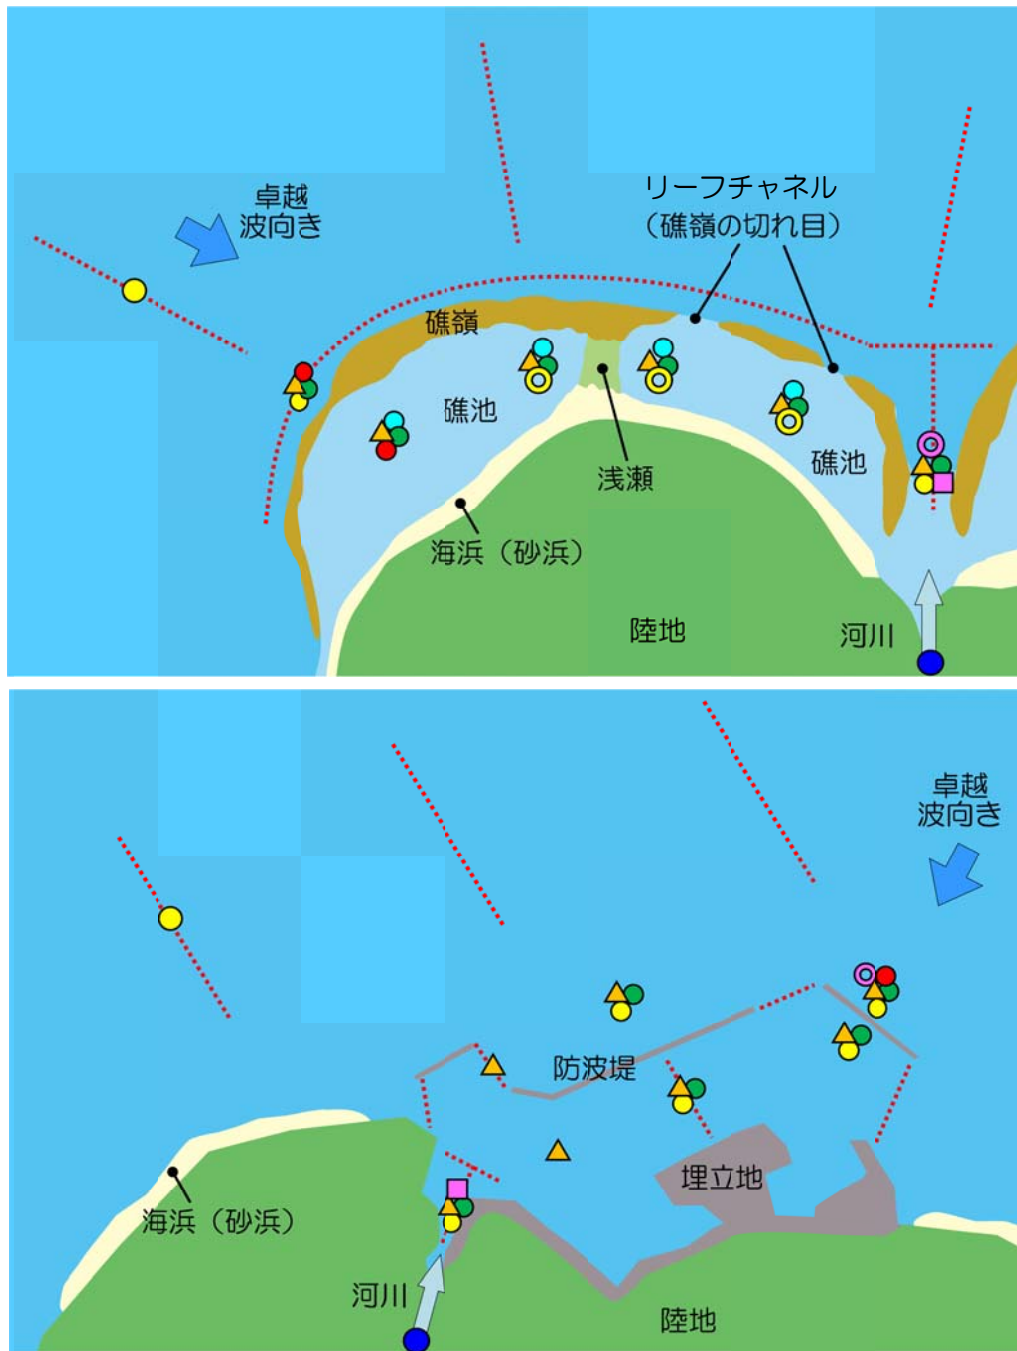 リーフチャネル
（礁嶺の切れ目）
卓越
波向き
礁嶺
礁池
浅瀬
礁池
海浜（砂浜）
陸地
河川
卓越
波向き
防波堤
埋立地
海浜（砂浜）
河川
陸地